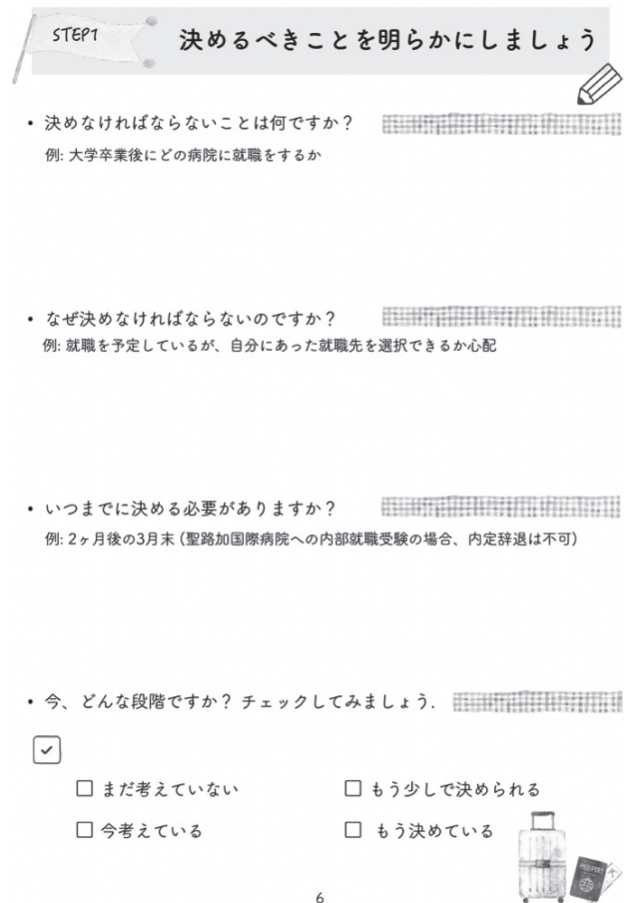 STEP1
決めるべきことを明らかにしましょう
• 決めなければならないことは何ですか？
例: 大学卒業後にどの病院に就職をするか
• なぜ決めなければならないのですか？
例: 就職を予定しているが、自分にあった就職先を選択できるか心配
• いつまでに決める必要がありますか？
例: 2ヶ月後の3月末 (聖路加国際病院への内部就職受験の場合、内定辞退は不可)
• 今、どんな段階ですか？ チェックしてみましょう.
☐ まだ考えていない ☐ もう少しで決められる
☐ 今考えている ☐ もう決めている
PASSPORT
6